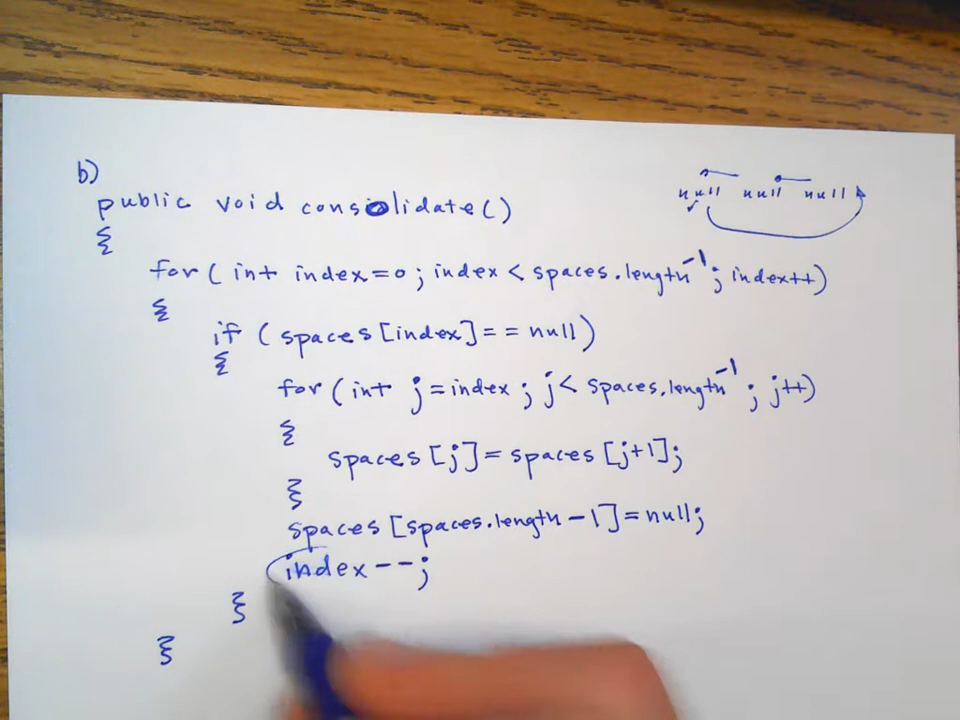 b)
public void consolidate()
{
null null null
for (int index=0; index < spaces.length-1; index++)
{
if (spaces[index]== null)
{
for (int j=index; j< spaces.length-1; j++)
{
spaces[j]= spaces[j+1];
}
spaces[spaces.length-1]=null;
index--;
}
}